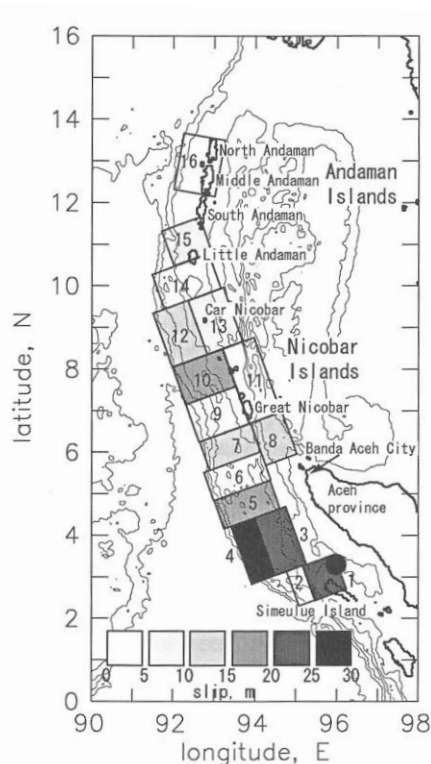 16
14
12
10
8
6
4
2
0
latitude, N
North Andaman
16
Middle Andaman
Andaman
Islands
South Andaman
15
Little Andaman
14
Car Nicobar
13
12
Nicobar
Islands
10
11
9
Great Nicobar
8
7
Banda Aceh City
6
Aceh
province
5
3
4
2
1
Simeulue Island
0 5 10 15 20 25 30
slip, m
90 92 94 96 98
longitude, E